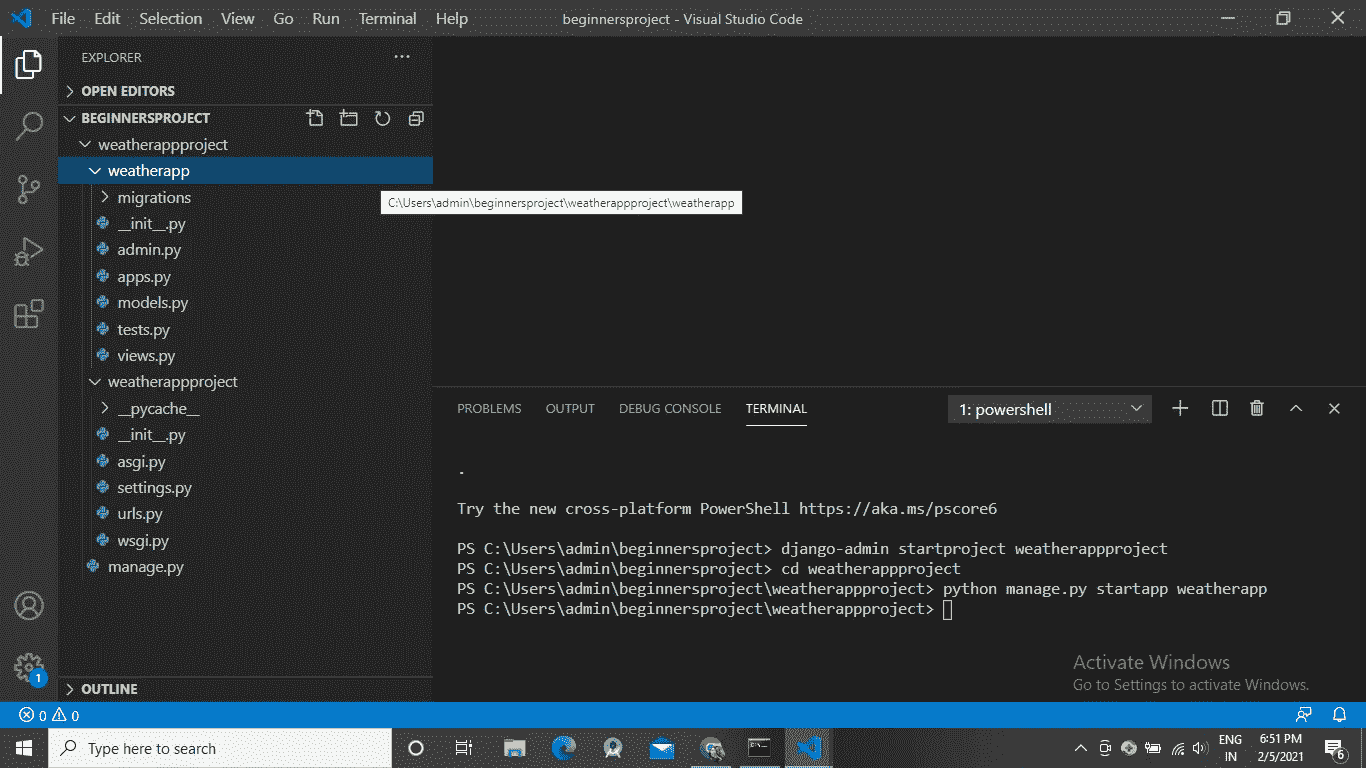 File Edit Selection View Go Run Terminal Help beginnersproject - Visual Studio Code
EXPLORER
OPEN EDITORS
BEGINNERSPROJECT
weatherappproject
weatherapp
migrations
C:\Users\admin\beginnersproject\weatherappproject\weatherapp
__init__.py
admin.py
apps.py
models.py
tests.py
views.py
weatherappproject
__pycache__
__init__.py
asgi.py
settings.py
urls.py
wsgi.py
manage.py
OUTLINE
PROBLEMS OUTPUT DEBUG CONSOLE TERMINAL 1: powershell
.
Try the new cross-platform PowerShell https://aka.ms/pscore6
PS C:\Users\admin\beginnersproject> django-admin startproject weatherappproject
PS C:\Users\admin\beginnersproject> cd weatherappproject
PS C:\Users\admin\beginnersproject\weatherappproject> python manage.py startapp weatherapp
PS C:\Users\admin\beginnersproject\weatherappproject>
Activate Windows
Go to Settings to activate Windows.
1
0 0
Type here to search
ENG
IN
6:51 PM
2/5/2021
6